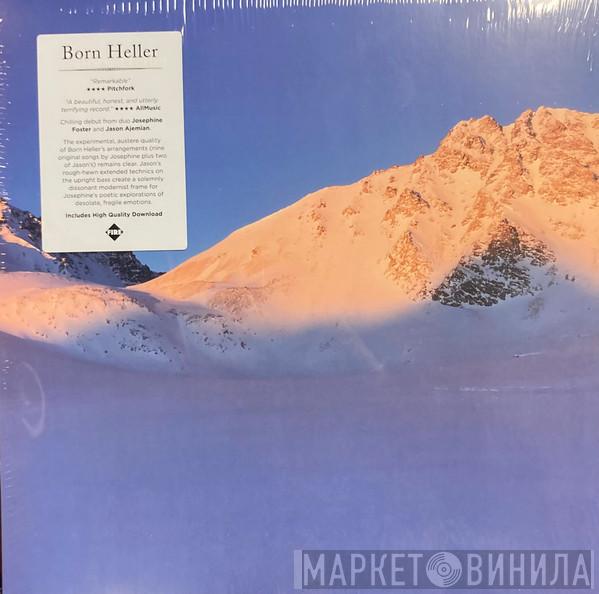 Born Heller
"Remarkable"
★★★★ Pitchfork
"A beautiful, honest, and utterly
terrifying record." ★★★★ AllMusic
Chilling debut from duo Josephine
Foster and Jason Ajemian.
The experimental, austere quality
of Born Heller's arrangements (nine
original songs by Josephine plus two
of Jason's) remains clear. Jason's
rough-hewn extended technics on
the upright bass create a solemnly
dissonant modernist frame for
Josephine's poetic explorations of
desolate, fragile emotions.
Includes High Quality Download
FIRE
МАРКЕТ ВИНИЛА